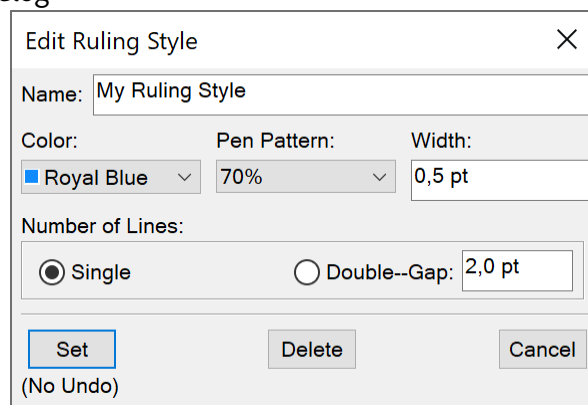 Edit Ruling Style
Name: My Ruling Style
Color: Pen Pattern: Width:
Royal Blue 70% 0,5 pt
Number of Lines:
Single Double--Gap: 2,0 pt
Set Delete Cancel
(No Undo)